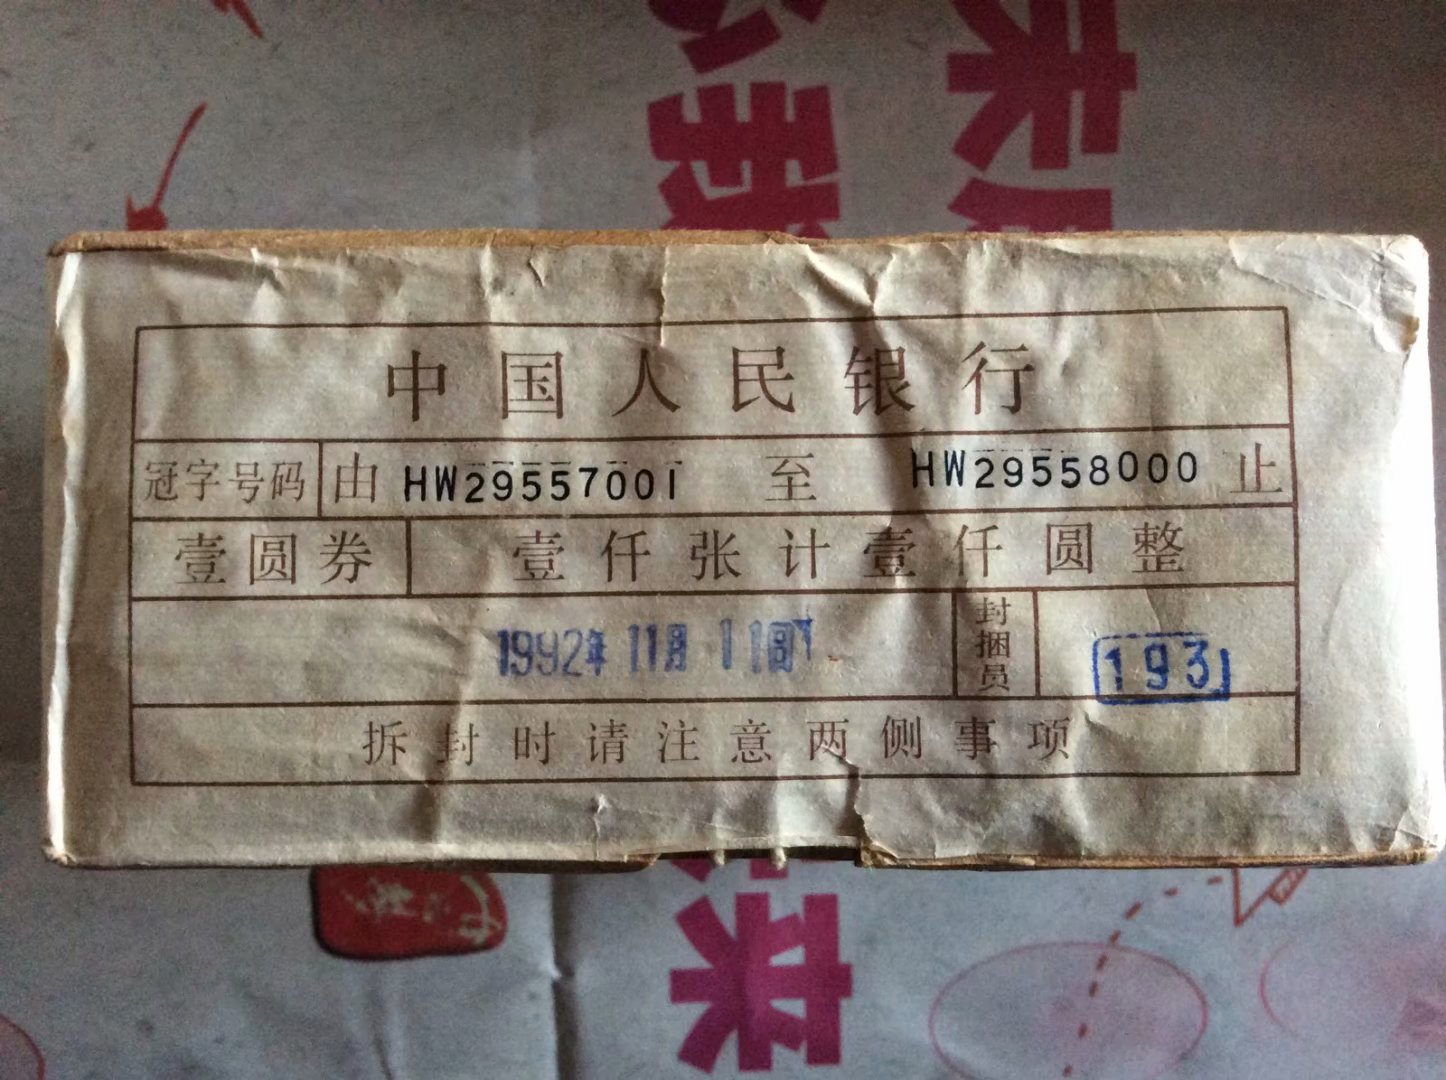 中国人民银行
冠字号码 由 HW29557001 至 HW29558000 止
壹圆券 壹仟张计壹仟圆整
1992年 11月 11日 封捆员 193
拆封时请注意两侧事项